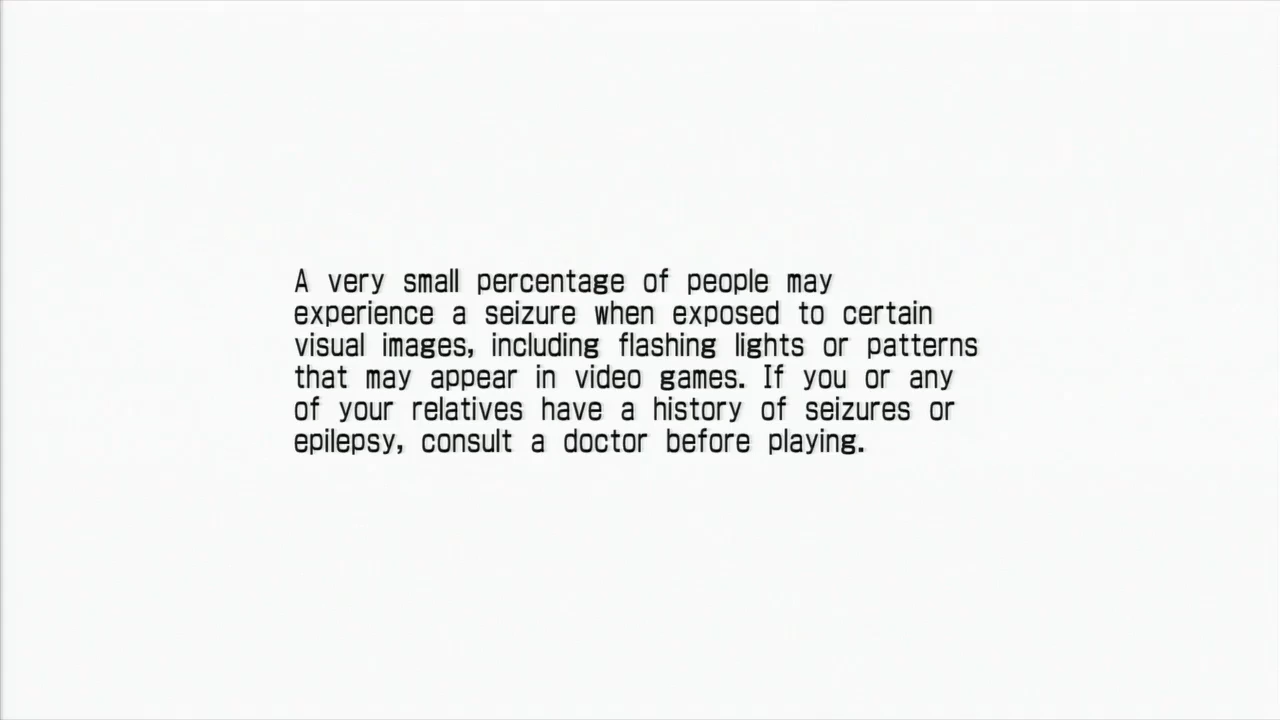 A very small percentage of people may
experience a seizure when exposed to certain
visual images, including flashing lights or patterns
that may appear in video games. If you or any
of your relatives have a history of seizures or
epilepsy, consult a doctor before playing.